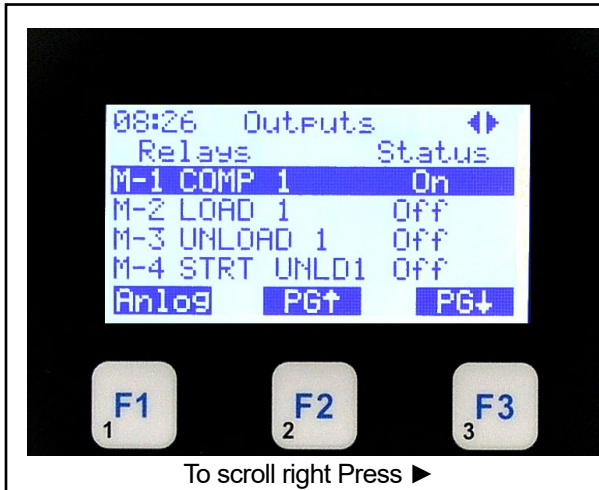 08:26 Outputs ◀▶
Relays Status
M-1 COMP 1 On
M-2 LOAD 1 Off
M-3 UNLOAD 1 Off
M-4 STRT UNLD1 Off
Anlog PG↑ PG↓
F1 F2 F3
1 2 3
To scroll right Press ►